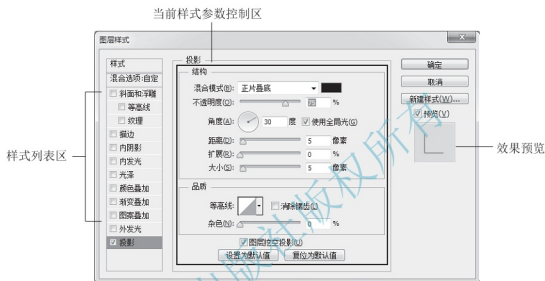 当前样式参数控制区
图层样式
样式
混合选项:自定
斜面和浮雕
等高线
纹理
描边
内阴影
内发光
光泽
颜色叠加
渐变叠加
图案叠加
外发光
投影
样式列表区
投影
结构
混合模式(B): 正片叠底
不透明度(O): 75 %
角度(A): 30 度 使用全局光(G)
距离(D): 5 像素
扩展(R): 0 %
大小(S): 5 像素
品质
等高线: 消除锯齿(L)
杂色(N): 0 %
图层挖空投影(U)
设置为默认值 复位为默认值
确定
取消
新建样式(W)...
预览(V)
效果预览